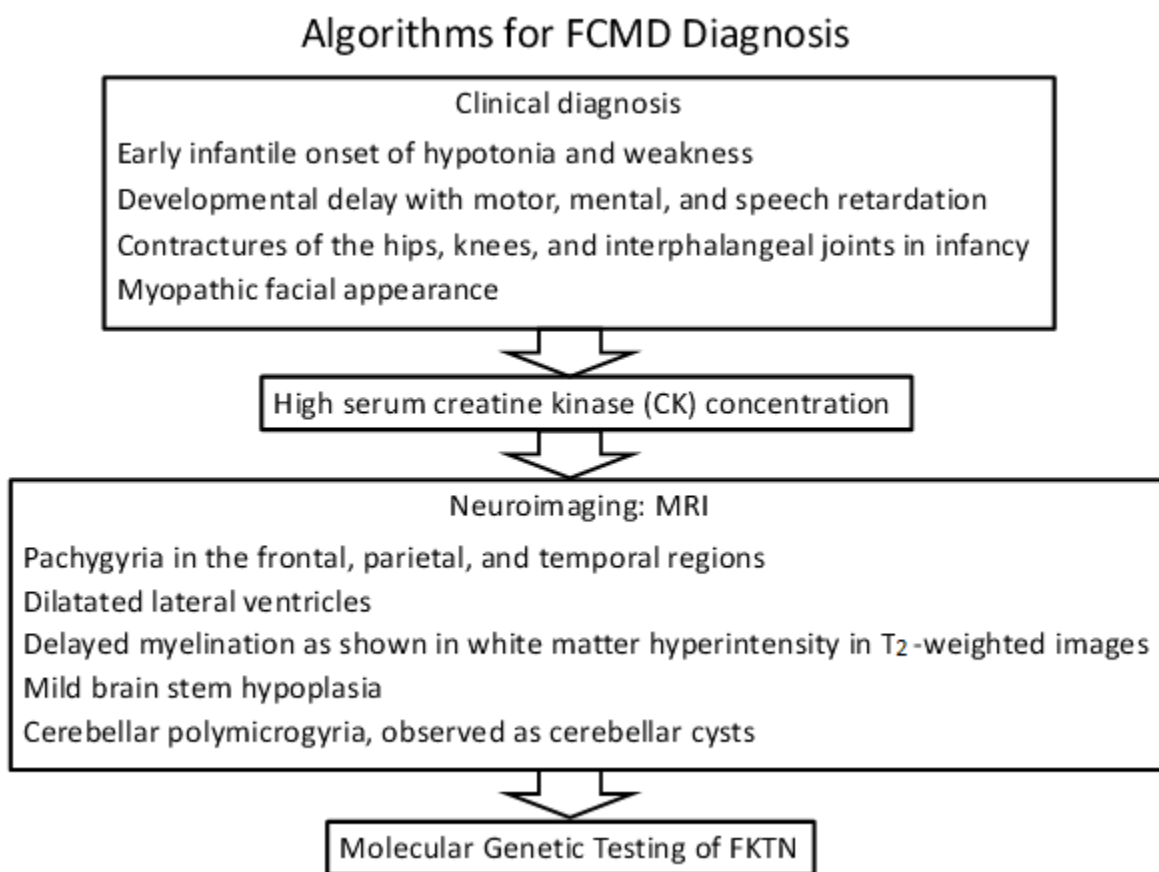 Algorithms for FCMD Diagnosis
Clinical diagnosis
Early infantile onset of hypotonia and weakness
Developmental delay with motor, mental, and speech retardation
Contractures of the hips, knees, and interphalangeal joints in infancy
Myopathic facial appearance
High serum creatine kinase (CK) concentration
Neuroimaging: MRI
Pachygyria in the frontal, parietal, and temporal regions
Dilatated lateral ventricles
Delayed myelination as shown in white matter hyperintensity in T2-weighted images
Mild brain stem hypoplasia
Cerebellar polymicrogyria, observed as cerebellar cysts
Molecular Genetic Testing of FKTN